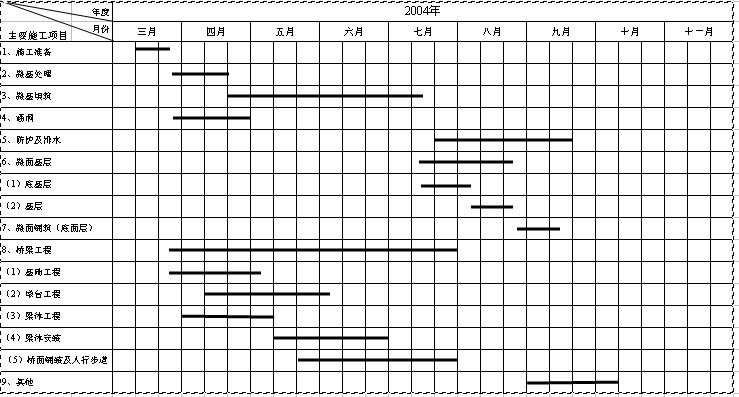 年度
2004年
月份
主要施工项目
三月 四月 五月 六月 七月 八月 九月 十月 十一月
1、施工准备
2、路基处理
3、路基填筑
4、涵洞
5、防护及排水
6、路面基层
(1)底基层
(2)基层
7、路面铺筑(底面层)
8、桥梁工程
(1)基础工程
(2)墩台工程
(3)梁体工程
(4)梁体安装
(5)桥面铺装及人行步道
9、其他